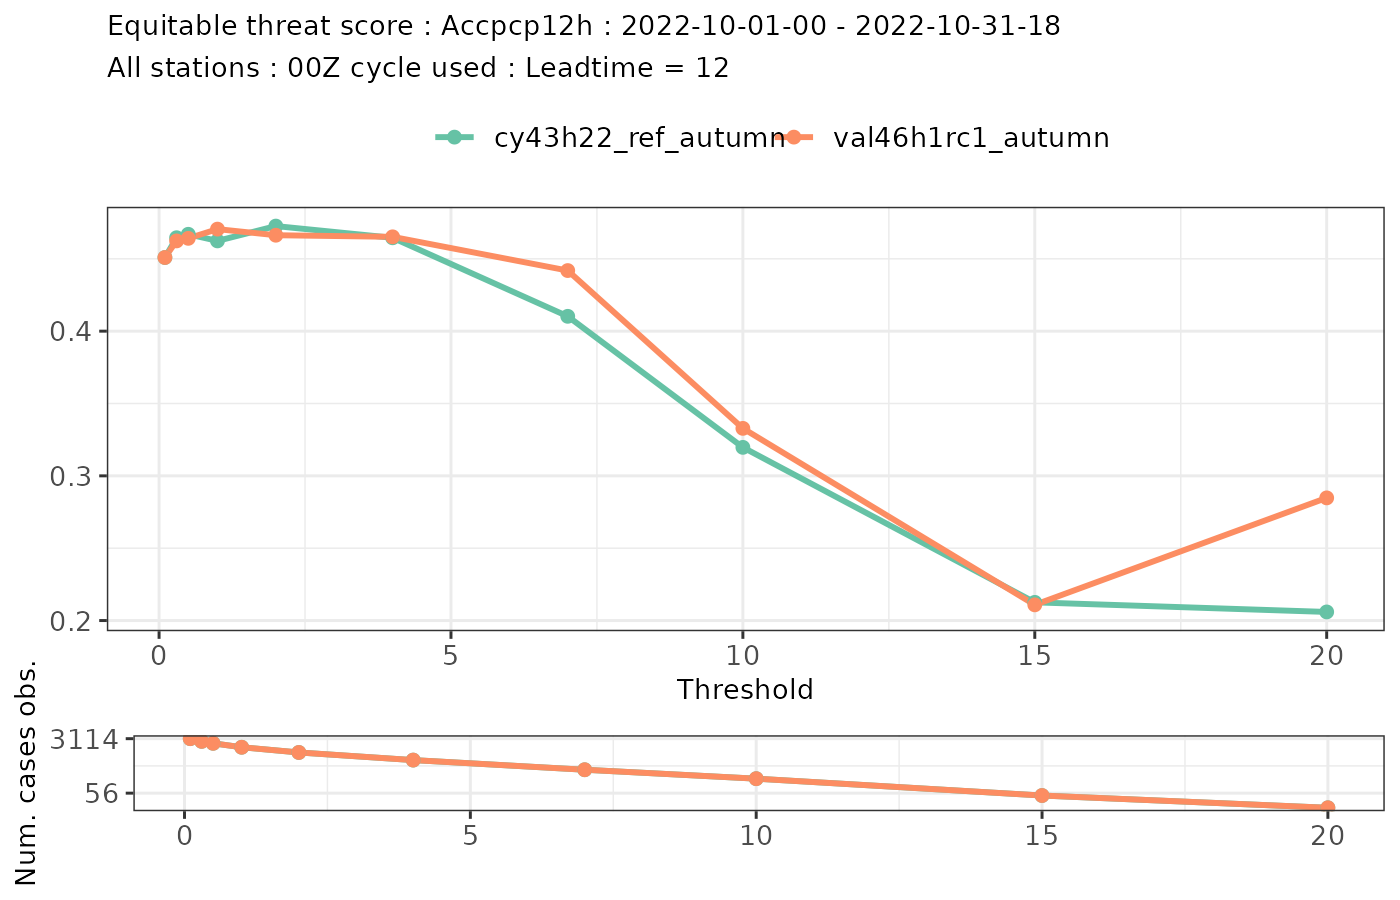 Equitable threat score : Accpcp12h : 2022-10-01-00 - 2022-10-31-18
All stations : 00Z cycle used : Leadtime = 12
cy43h22_ref_autumn val46h1rc1_autumn
0.4
0.3
0.2
0 5 10 15 20
Threshold
Num. cases obs.
3114
56
0 5 10 15 20